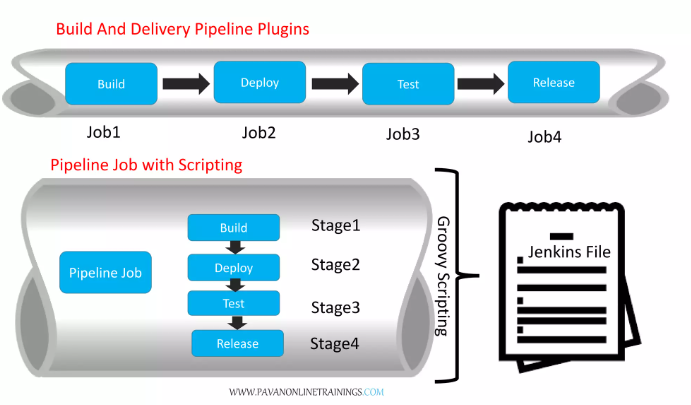 Build And Delivery Pipeline Plugins
Build
Deploy
Test
Release
Job1
Job2
Job3
Job4
Pipeline Job with Scripting
Pipeline Job
Build
Stage1
Deploy
Stage2
Test
Stage3
Release
Stage4
Groovy Scripting
Jenkins File
WWW.PAVANONLINETRAININGS.COM